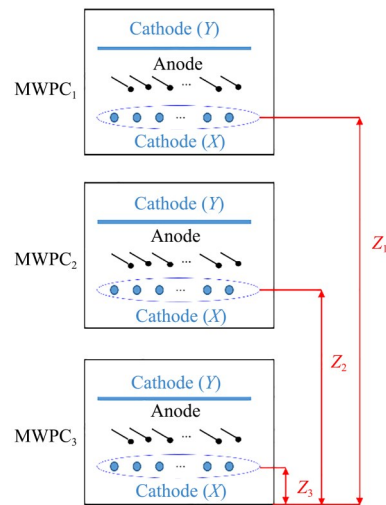 Cathode (Y)
Anode
...
MWPC₁
...
Cathode (X)
Z₁
Cathode (Y)
Anode
MWPC₂
...
...
Cathode (X)
Z₂
Cathode (Y)
Anode
MWPC₃
...
...
Z₃
Cathode (X)